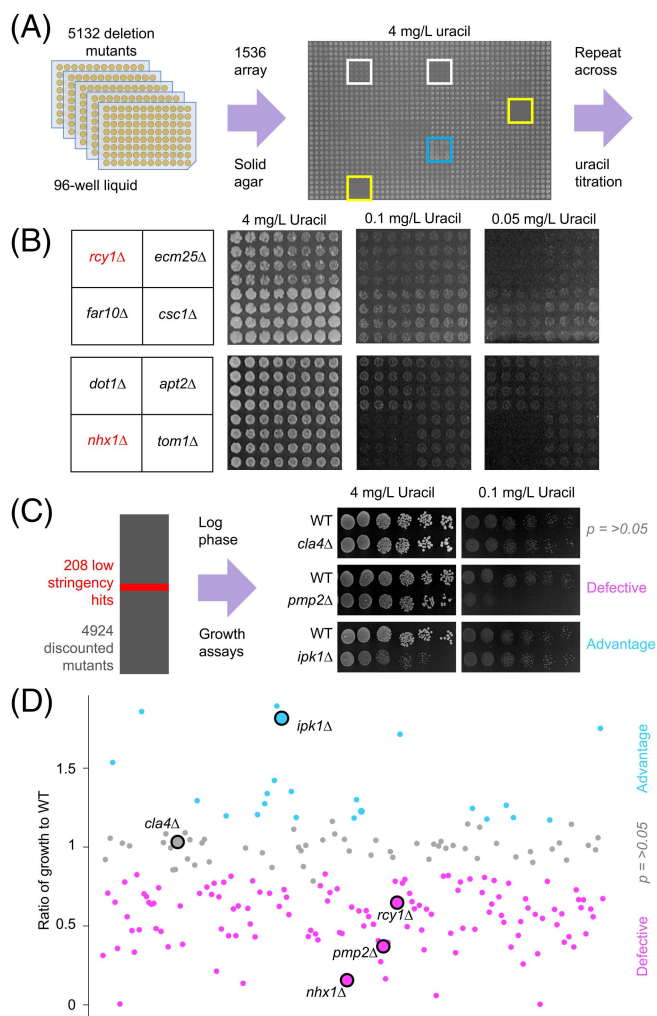 (A)
5132 deletion
mutants
96-well liquid
1536
array
Solid
agar
4 mg/L uracil
Repeat
across
uracil
titration
(B)
4 mg/L Uracil
0.1 mg/L Uracil
0.05 mg/L Uracil
rcy1Δ
ecm25Δ
far10Δ
csc1Δ
dot1Δ
apt2Δ
nhx1Δ
tom1Δ
(C)
208 low
stringency
hits
4924
discounted
mutants
Log
phase
Growth
assays
4 mg/L Uracil
0.1 mg/L Uracil
WT
cla4Δ
p = >0.05
WT
pmp2Δ
Defective
WT
ipk1Δ
Advantage
(D)
Ratio of growth to WT
1.5
1
0.5
0
ipk1Δ
cla4Δ
rcy1Δ
pmp2Δ
nhx1Δ
Advantage
p = >0.05
Defective